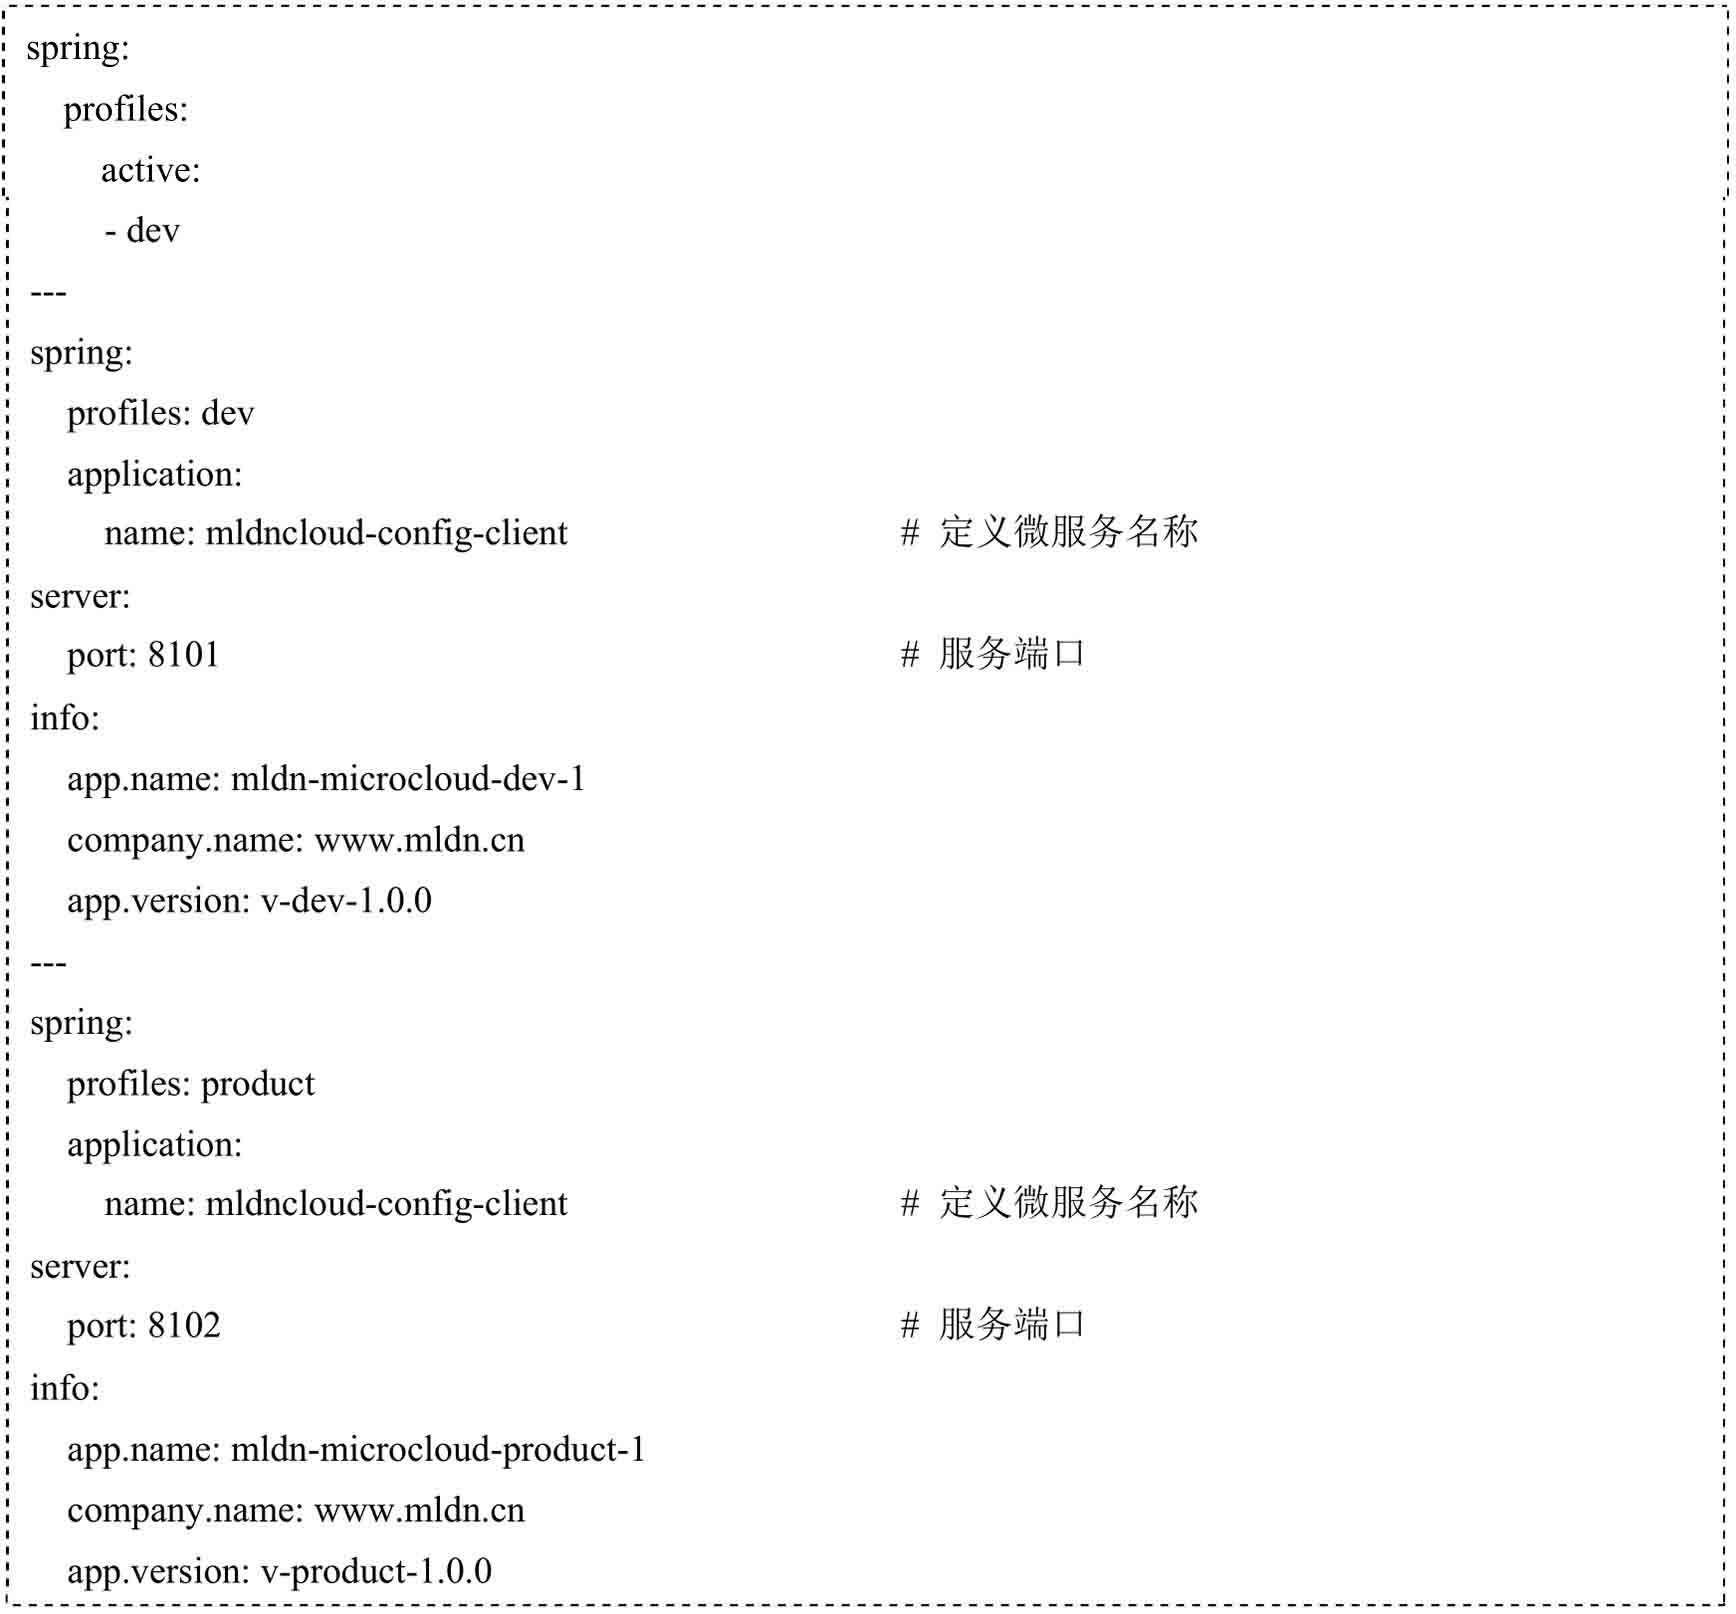 spring:
  profiles:
    active:
    - dev
---
spring:
  profiles: dev
  application:
    name: mldncloud-config-client # 定义微服务名称
server:
  port: 8101 # 服务端口
info:
  app.name: mldn-microcloud-dev-1
  company.name: www.mldn.cn
  app.version: v-dev-1.0.0
---
spring:
  profiles: product
  application:
    name: mldncloud-config-client # 定义微服务名称
server:
  port: 8102 # 服务端口
info:
  app.name: mldn-microcloud-product-1
  company.name: www.mldn.cn
  app.version: v-product-1.0.0